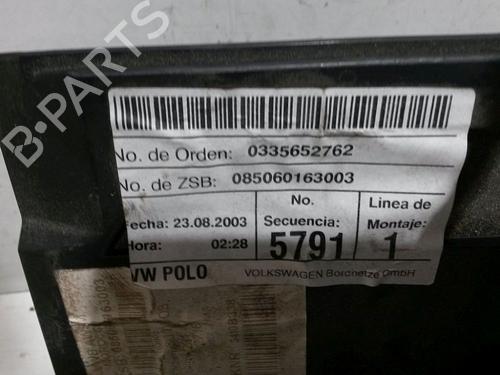 B-PARTS
No. de Orden: 0335652762
No. de ZSB: 085060163003
Fecha: 23.08.2003
Hora: 02:28
No.
Secuencia:
5791
Linea de
Montaje:
1
VW POLO
VOLKSWAGEN Bordnetze GmbH